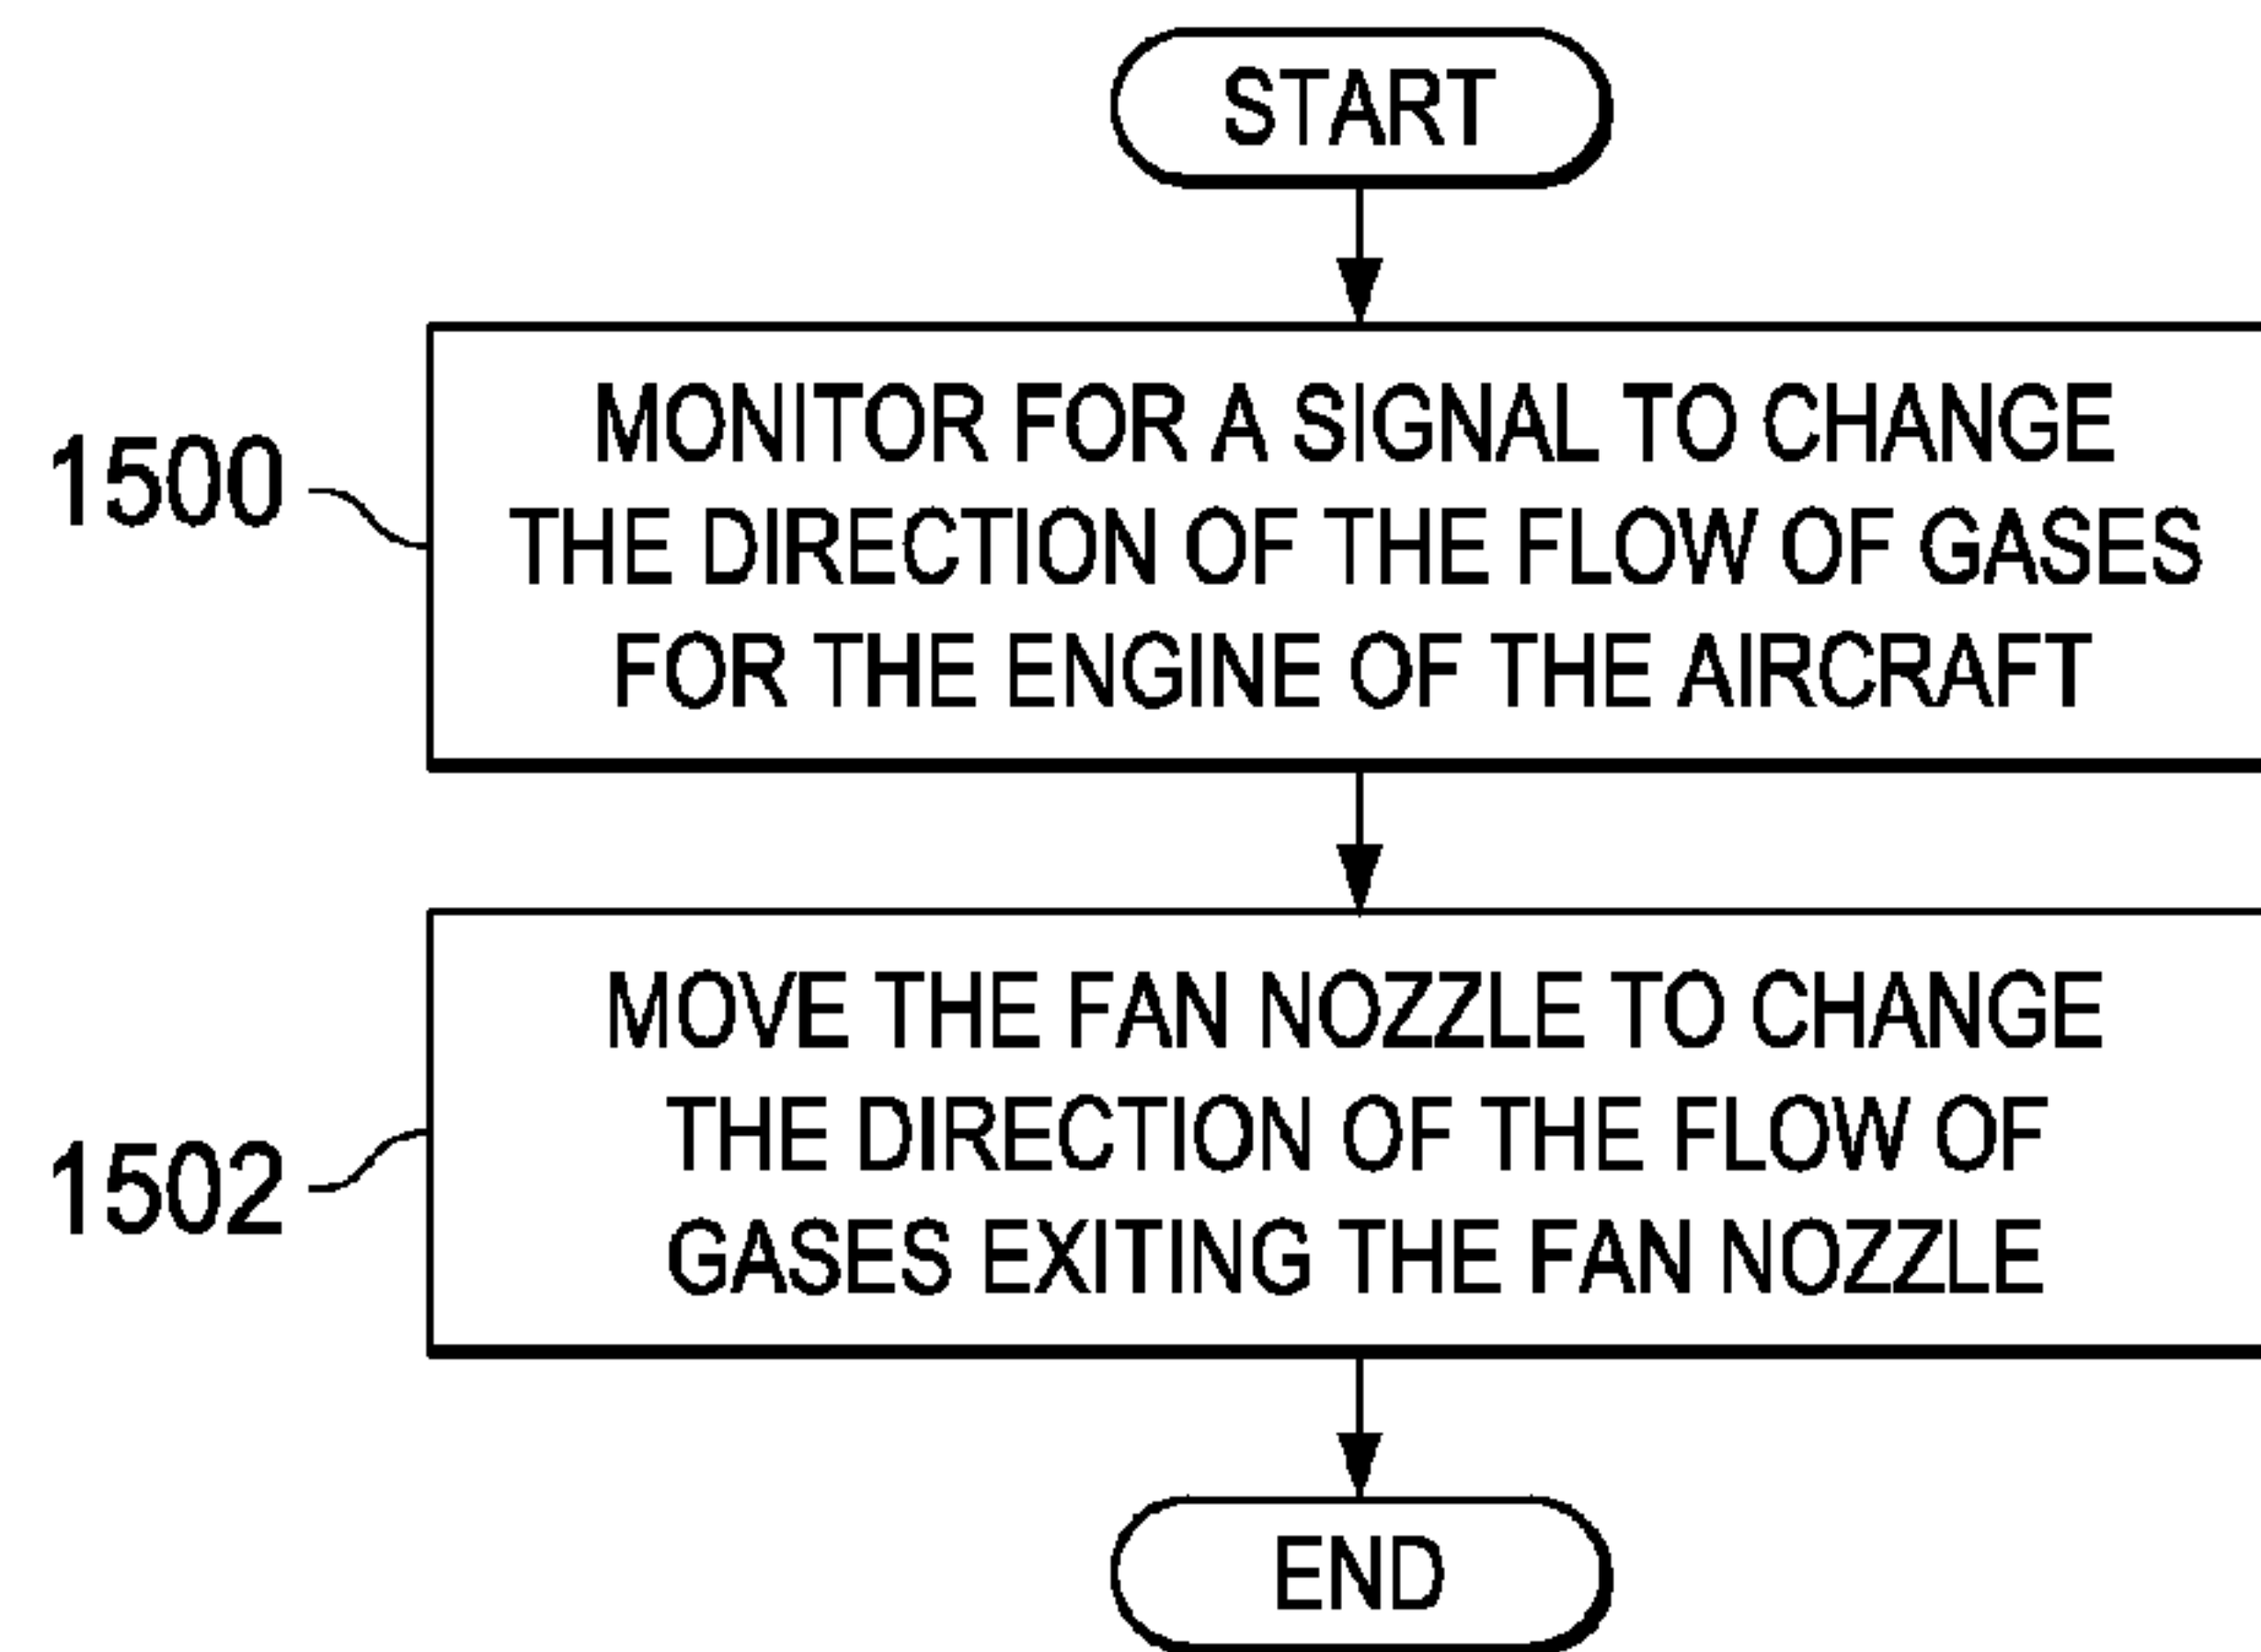 START
1500
MONITOR FOR A SIGNAL TO CHANGE
THE DIRECTION OF THE FLOW OF GASES
FOR THE ENGINE OF THE AIRCRAFT
1502
MOVE THE FAN NOZZLE TO CHANGE
THE DIRECTION OF THE FLOW OF
GASES EXITING THE FAN NOZZLE
END